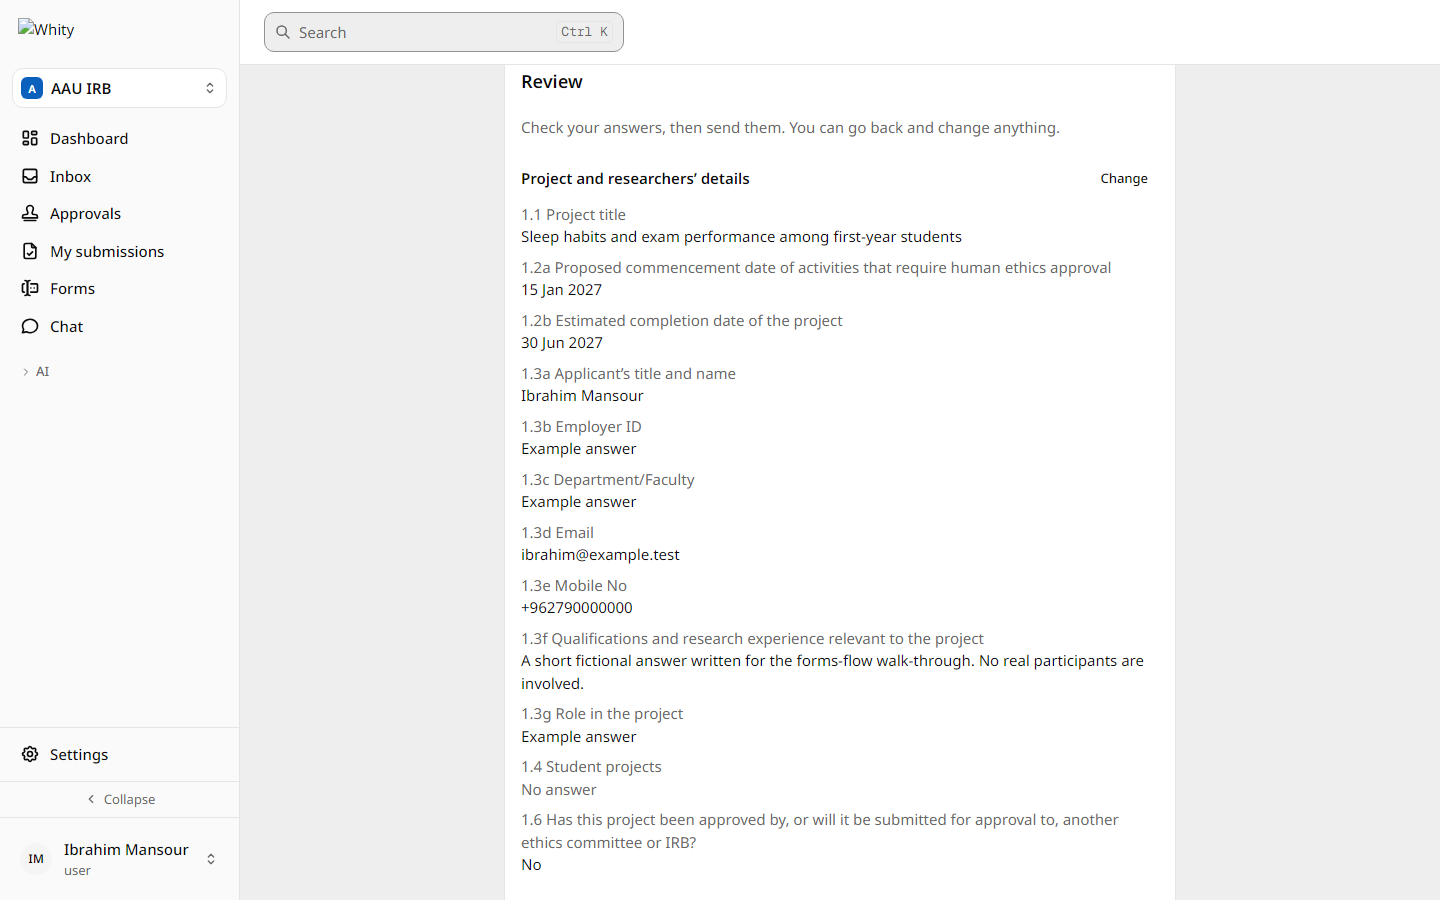 Whity
Search
Ctrl K
A
AAU IRB
Dashboard
Inbox
Approvals
My submissions
Forms
Chat
AI
Settings
Collapse
IM
Ibrahim Mansour
user
Review
Check your answers, then send them. You can go back and change anything.
Project and researchers’ details
Change
1.1 Project title
Sleep habits and exam performance among first-year students
1.2a Proposed commencement date of activities that require human ethics approval
15 Jan 2027
1.2b Estimated completion date of the project
30 Jun 2027
1.3a Applicant’s title and name
Ibrahim Mansour
1.3b Employer ID
Example answer
1.3c Department/Faculty
Example answer
1.3d Email
ibrahim@example.test
1.3e Mobile No
+962790000000
1.3f Qualifications and research experience relevant to the project
A short fictional answer written for the forms-flow walk-through. No real participants are
involved.
1.3g Role in the project
Example answer
1.4 Student projects
No answer
1.6 Has this project been approved by, or will it be submitted for approval to, another
ethics committee or IRB?
No